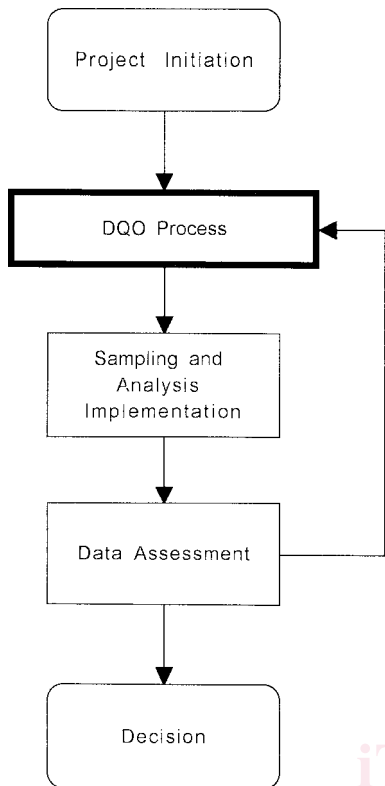 Project Initiation
DQO Process
Sampling and
Analysis
Implementation
Data Assessment
Decision